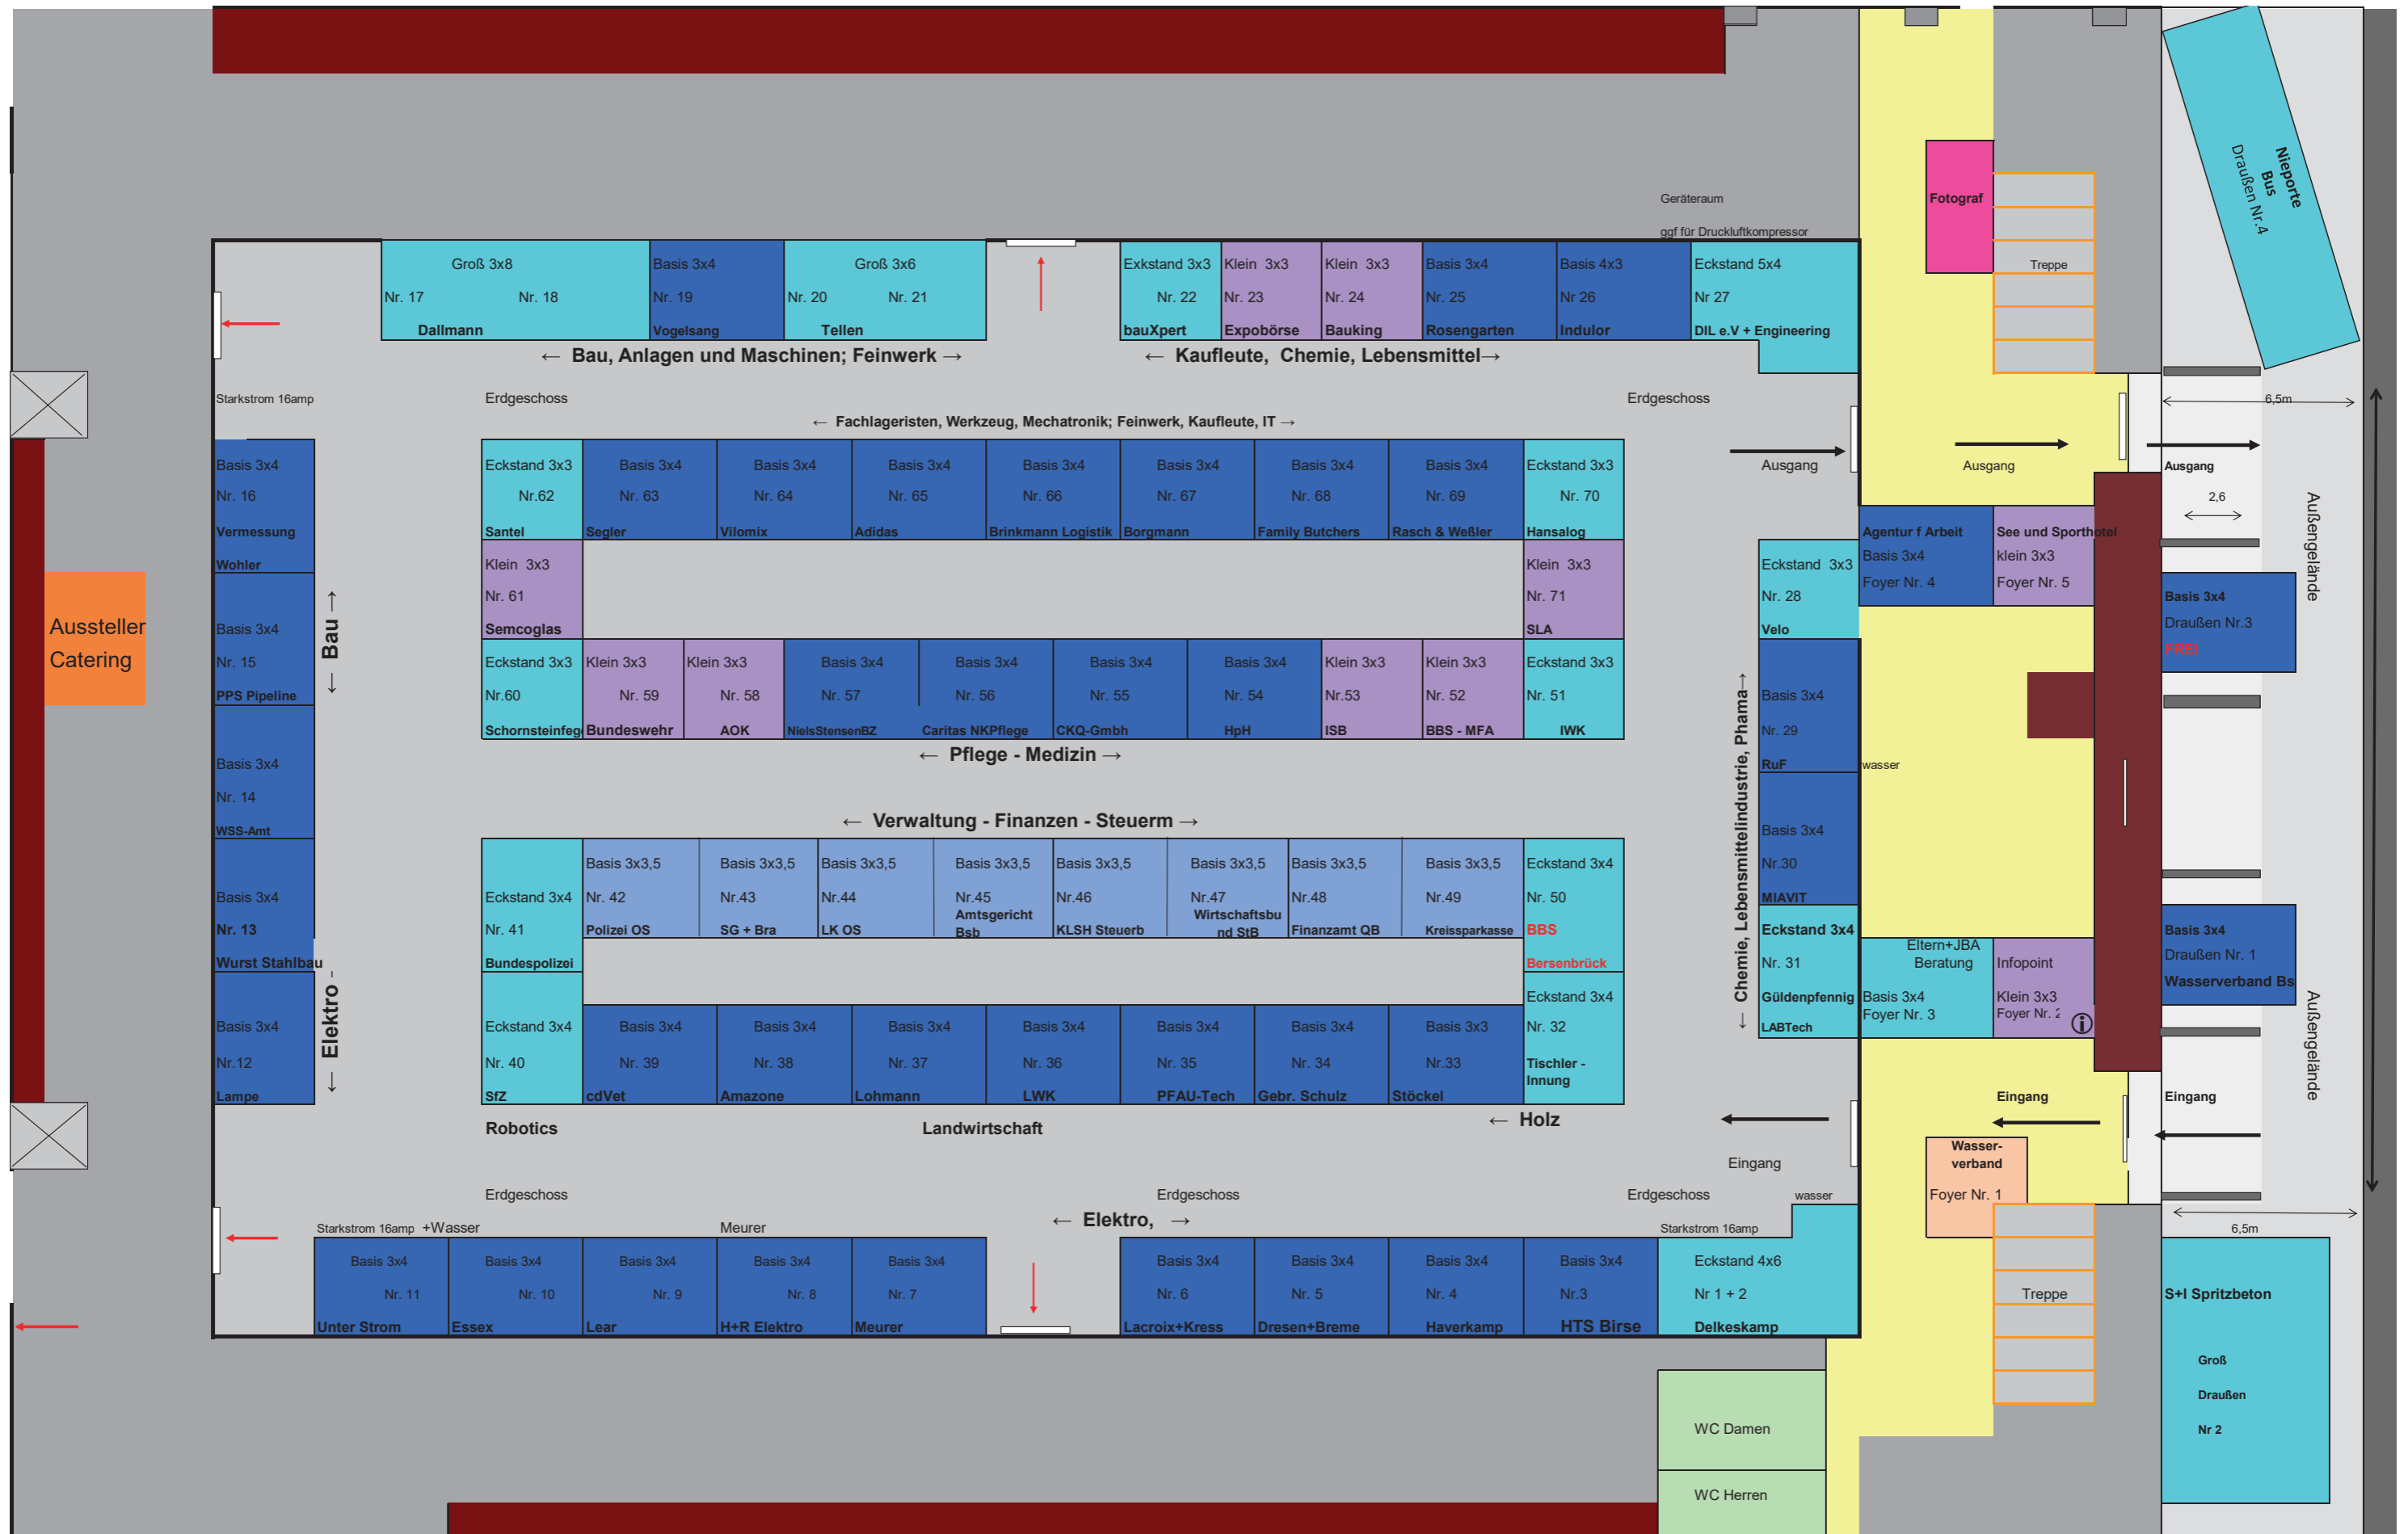 Nieporte
Bus
Draußen Nr.4
Fotograf
Treppe
Geräteraum
ggf für Druckluftkompressor
Groß 3x8
Nr. 17 Nr. 18
Dallmann
Basis 3x4
Nr. 19
Vogelsang
Groß 3x6
Nr. 20 Nr. 21
Tellen
Exkstand 3x3
Nr. 22
bauXpert
Klein 3x3
Nr. 23
Expobörse
Klein 3x3
Nr. 24
Bauking
Basis 3x4
Nr. 25
Rosengarten
Basis 4x3
Nr 26
Indulor
Eckstand 5x4
Nr 27
DIL e.V + Engineering
← Bau, Anlagen und Maschinen; Feinwerk →
← Kaufleute, Chemie, Lebensmittel→
Starkstrom 16amp
Erdgeschoss
Erdgeschoss
6,5m
← Fachlageristen, Werkzeug, Mechatronik; Feinwerk, Kaufleute, IT →
Ausgang
Ausgang
Ausgang
2,6
Außengelände
Basis 3x4
Nr. 16
Vermessung
Wohler
Basis 3x4
Nr. 15
PPS Pipeline
Basis 3x4
Nr. 14
WSS-Amt
Basis 3x4
Nr. 13
Wurst Stahlbau
Basis 3x4
Nr.12
Lampe
← Bau →
← Elektro -
Aussteller
Catering
Eckstand 3x3
Nr.62
Santel
Basis 3x4
Nr. 63
Segler
Basis 3x4
Nr. 64
Vilomix
Basis 3x4
Nr. 65
Adidas
Basis 3x4
Nr. 66
Brinkmann Logistik
Basis 3x4
Nr. 67
Borgmann
Basis 3x4
Nr. 68
Family Butchers
Basis 3x4
Nr. 69
Rasch & Weßler
Eckstand 3x3
Nr. 70
Hansalog
Klein 3x3
Nr. 61
Semcoglas
Klein 3x3
Nr. 71
SLA
Eckstand 3x3
Nr.60
Schornsteinfeg
Klein 3x3
Nr. 59
Bundeswehr
Klein 3x3
Nr. 58
AOK
Basis 3x4
Nr. 57
NielsStensenBZ
Basis 3x4
Nr. 56
Caritas NKPflege
Basis 3x4
Nr. 55
CKQ-Gmbh
Basis 3x4
Nr. 54
HpH
Klein 3x3
Nr.53
ISB
Klein 3x3
Nr. 52
BBS - MFA
Eckstand 3x3
Nr. 51
IWK
← Pflege - Medizin →
← Verwaltung - Finanzen - Steuerm →
Eckstand 3x4
Nr. 41
Bundespolizei
Basis 3x3,5
Nr. 42
Polizei OS
Basis 3x3,5
Nr.43
SG + Bra
Basis 3x3,5
Nr.44
LK OS
Basis 3x3,5
Nr.45
Amtsgericht
Bsb
Basis 3x3,5
Nr.46
KLSH Steuerb
Basis 3x3,5
Nr.47
Wirtschaftsbu
nd StB
Basis 3x3,5
Nr.48
Finanzamt QB
Basis 3x3,5
Nr.49
Kreissparkasse
Eckstand 3x4
Nr. 50
BBS
Bersenbrück
Eckstand 3x4
Nr. 40
SfZ
Basis 3x4
Nr. 39
cdVet
Basis 3x4
Nr. 38
Amazone
Basis 3x4
Nr. 37
Lohmann
Basis 3x4
Nr. 36
LWK
Basis 3x4
Nr. 35
PFAU-Tech
Basis 3x4
Nr. 34
Gebr. Schulz
Basis 3x3
Nr.33
Stöckel
Eckstand 3x4
Nr. 32
Tischler -
Innung
Robotics
Landwirtschaft
← Holz
Eckstand 3x3
Nr. 28
Velo
Basis 3x4
Nr. 29
RuF
wasser
Basis 3x4
Nr.30
MIAVIT
Eckstand 3x4
Nr. 31
Güldenpfennig
LABTech
← Chemie, Lebensmittelindustrie, Phama→
Agentur f Arbeit
Basis 3x4
Foyer Nr. 4
See und Sporthotel
klein 3x3
Foyer Nr. 5
Basis 3x4
Draußen Nr.3
FREI
Eltern+JBA
Beratung
Basis 3x4
Foyer Nr. 3
Infopoint
Klein 3x3
Foyer Nr. 2
Basis 3x4
Draußen Nr. 1
Wasserverband Bs
Außengelände
Eingang
Eingang
Eingang
Wasser-
verband
Foyer Nr. 1
Erdgeschoss
Erdgeschoss
Erdgeschoss
wasser
Starkstrom 16amp +Wasser
Meurer
← Elektro, →
Starkstrom 16amp
6,5m
Basis 3x4
Nr. 11
Unter Strom
Basis 3x4
Nr. 10
Essex
Basis 3x4
Nr. 9
Lear
Basis 3x4
Nr. 8
H+R Elektro
Basis 3x4
Nr. 7
Meurer
Basis 3x4
Nr. 6
Lacroix+Kress
Basis 3x4
Nr. 5
Dresen+Breme
Basis 3x4
Nr. 4
Haverkamp
Basis 3x4
Nr.3
HTS Birse
Eckstand 4x6
Nr 1 + 2
Delkeskamp
Treppe
S+I Spritzbeton
Groß
Draußen
Nr 2
WC Damen
WC Herren